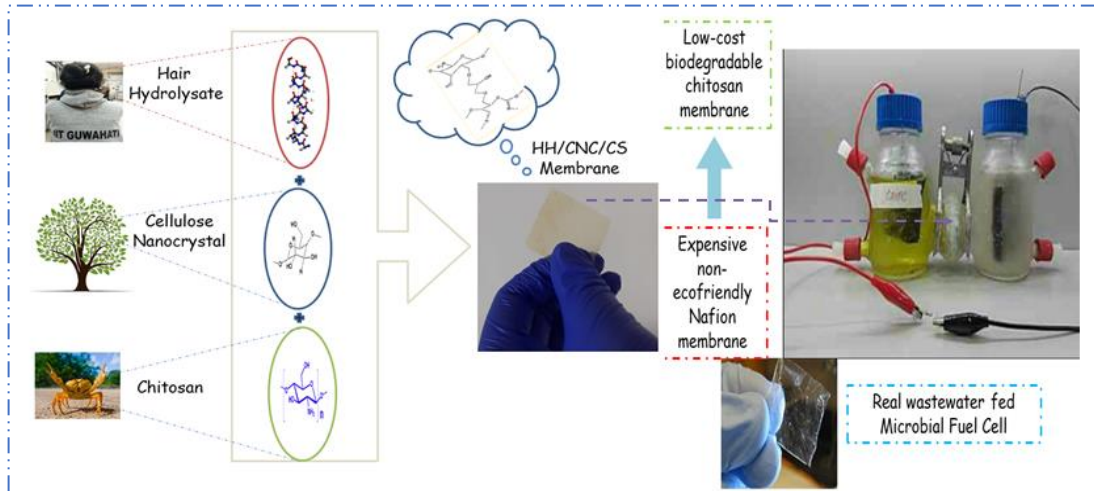 Hair
Hydrolysate
GUWAHATI
Cellulose
Nanocrystal
Chitosan
HH/CNC/CS
Membrane
Low-cost
biodegradable
chitosan
membrane
Expensive
non-
ecofriendly
Nafion
membrane
Real wastewater fed
Microbial Fuel Cell